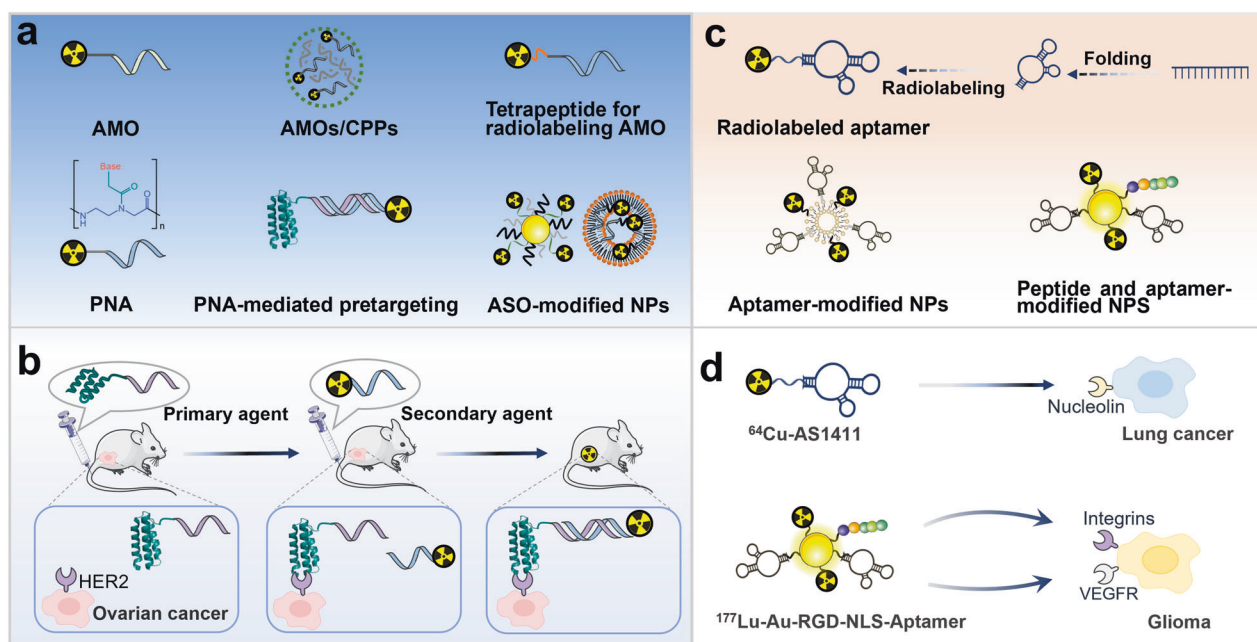 a
AMO
AMOs/CPPs
Tetrapeptide for
radiolabeling AMO
Base
O
N
O
N
H
n
PNA
PNA-mediated pretargeting
ASO-modified NPs
b
Primary agent
Secondary agent
HER2
Ovarian cancer
c
Folding
Radiolabeling
Radiolabeled aptamer
Aptamer-modified NPs
Peptide and aptamer-
modified NPS
d
Nucleolin
⁶⁴Cu-AS1411
Lung cancer
Integrins
VEGFR
¹⁷⁷Lu-Au-RGD-NLS-Aptamer
Glioma